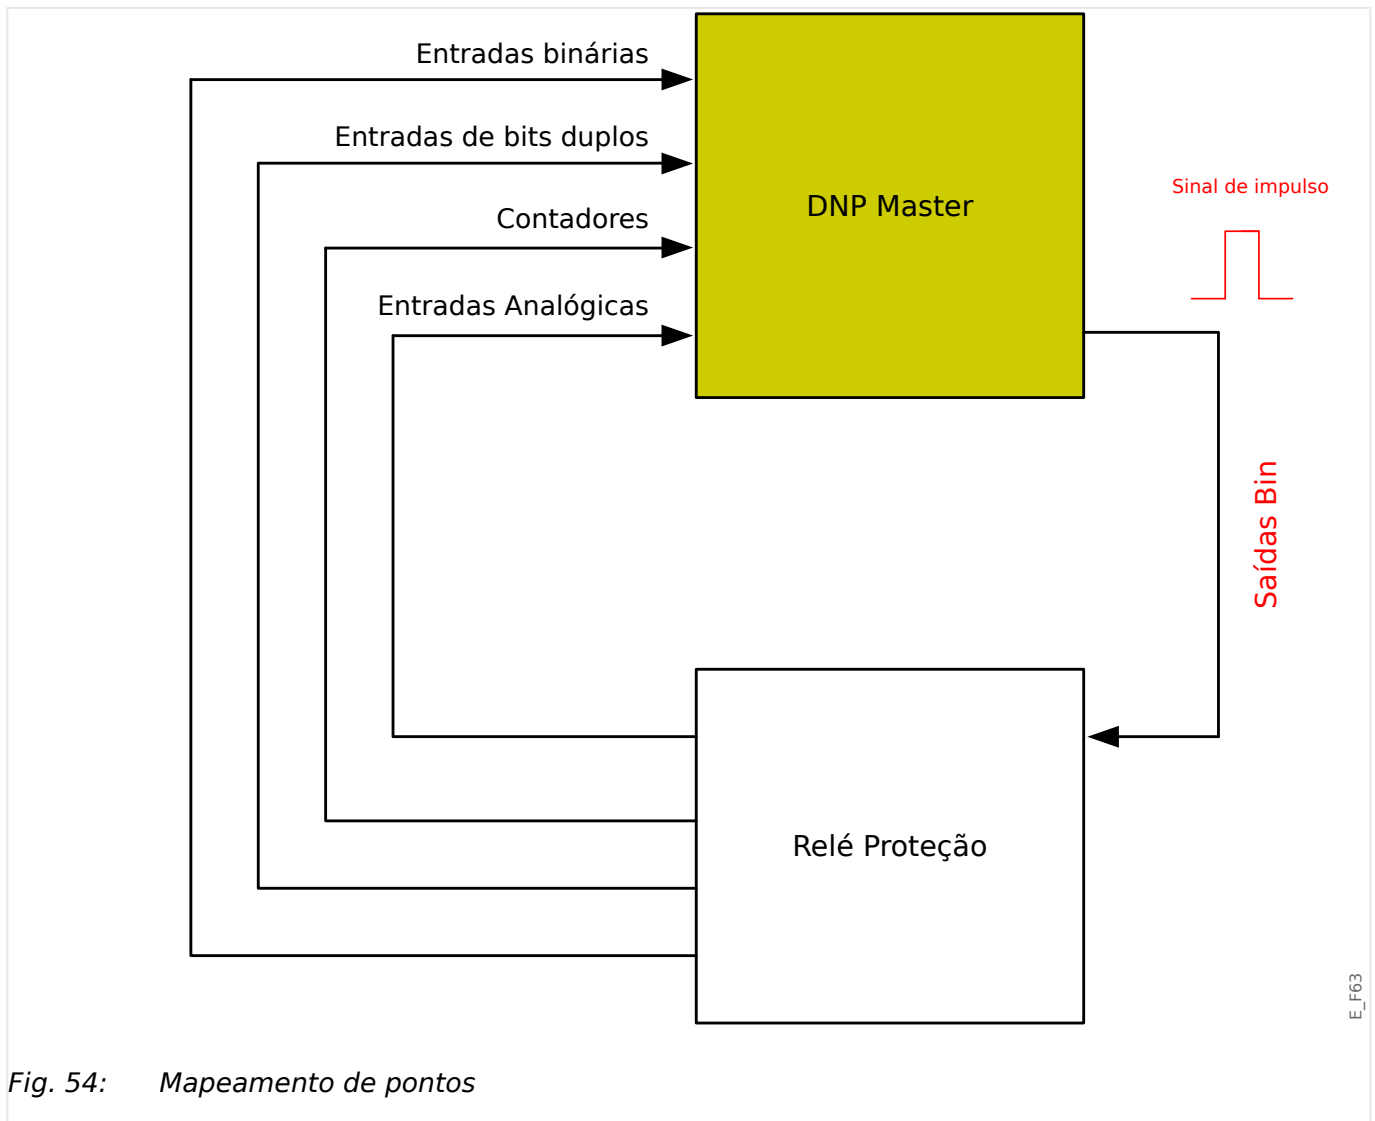 Entradas binárias
Entradas de bits duplos
Contadores
Entradas Analógicas
DNP Master
Sinal de impulso
Saídas Bin
Relé Proteção
E_F63
Fig. 54: Mapeamento de pontos